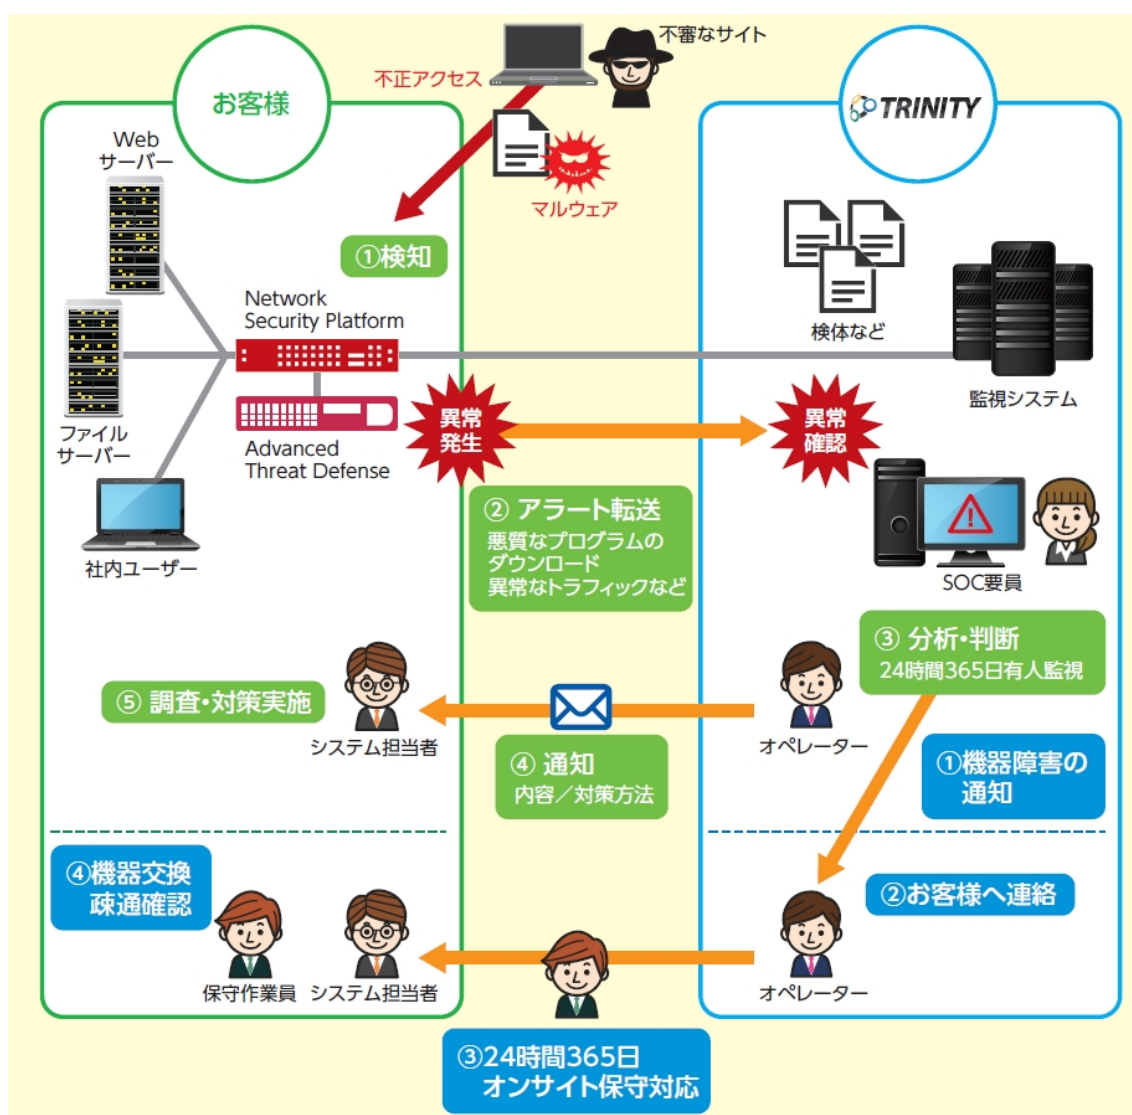 不審なサイト
不正アクセス
お客様
TRINITY
Web
サーバー
マルウェア
①検知
Network
Security Platform
検体など
監視システム
ファイル
サーバー
異常
発生
異常
確認
Advanced
Threat Defense
② アラート転送
悪質なプログラムの
ダウンロード
異常なトラフィックなど
社内ユーザー
SOC要員
③ 分析・判断
24時間365日有人監視
⑤ 調査・対策実施
システム担当者
オペレーター
④ 通知
内容／対策方法
①機器障害の
通知
④機器交換
疎通確認
②お客様へ連絡
保守作業員
システム担当者
オペレーター
③24時間365日
オンサイト保守対応